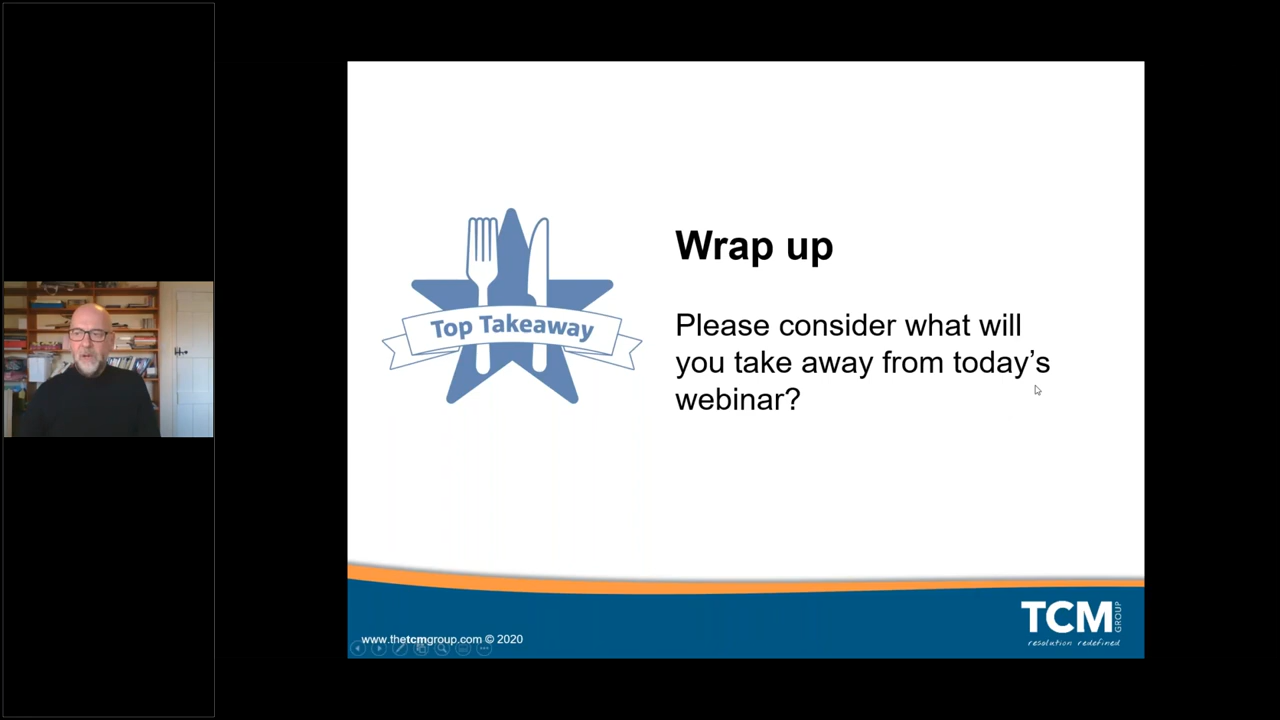 Top Takeaway
Wrap up
Please consider what will
you take away from today's
webinar?
www.thetcmgroup.com © 2020
TCM
GROUP
resolution redefined